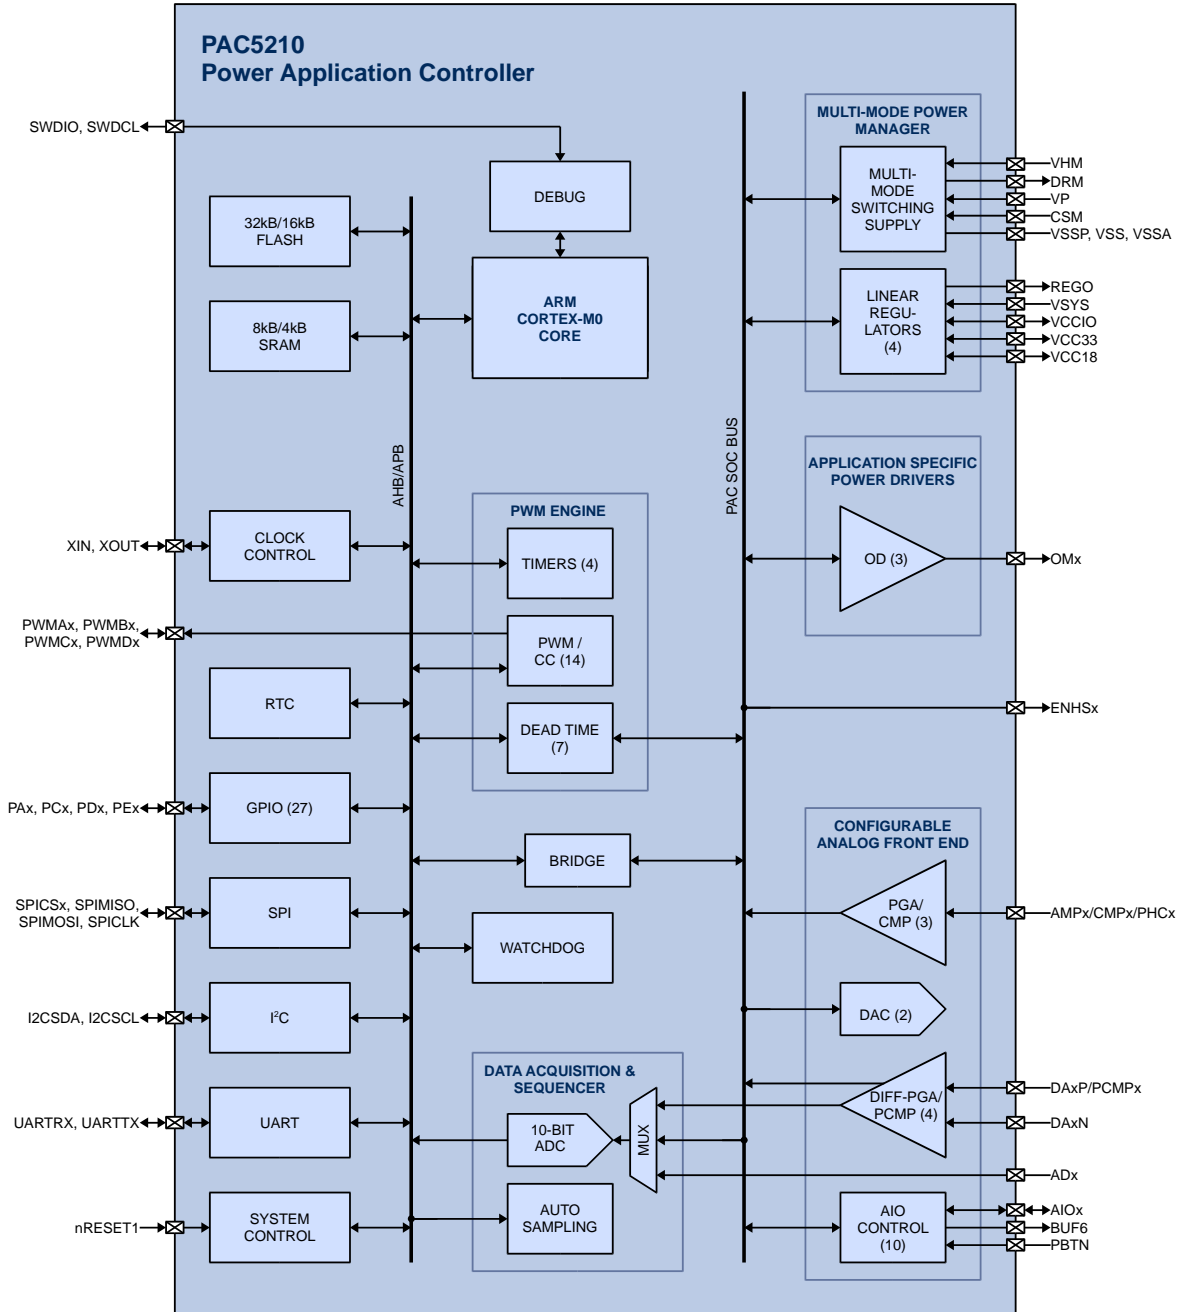 PAC5210
Power Application Controller
SWDIO, SWDCL
DEBUG
32kB/16kB
FLASH
ARM
CORTEX-M0
CORE
8kB/4kB
SRAM
AHB/APB
PAC SOC BUS
MULTI-MODE POWER
MANAGER
MULTI-
MODE
SWITCHING
SUPPLY
VHM
DRM
VP
CSM
VSSP, VSS, VSSA
LINEAR
REGU-
LATORS
(4)
REGO
VSYS
VCCIO
VCC33
VCC18
APPLICATION SPECIFIC
POWER DRIVERS
OD (3)
OMx
XIN, XOUT
CLOCK
CONTROL
PWM ENGINE
TIMERS (4)
PWMAx, PWMBx,
PWMCx, PWMDx
PWM /
CC (14)
RTC
DEAD TIME
(7)
ENHSx
PAx, PCx, PDx, PEx
GPIO (27)
BRIDGE
CONFIGURABLE
ANALOG FRONT END
PGA/
CMP (3)
AMPx/CMPx/PHCx
SPICSx, SPIMISO,
SPIMOSI, SPICLK
SPI
WATCHDOG
I2CSDA, I2CSCL
I²C
DAC (2)
DATA ACQUISITION &
SEQUENCER
UARTRX, UARTTX
UART
10-BIT
ADC
MUX
DIFF-PGA/
PCMP (4)
DAxP/PCMPx
DAxN
ADx
nRESET1
SYSTEM
CONTROL
AUTO
SAMPLING
AIO
CONTROL
(10)
AIOx
BUF6
PBTN